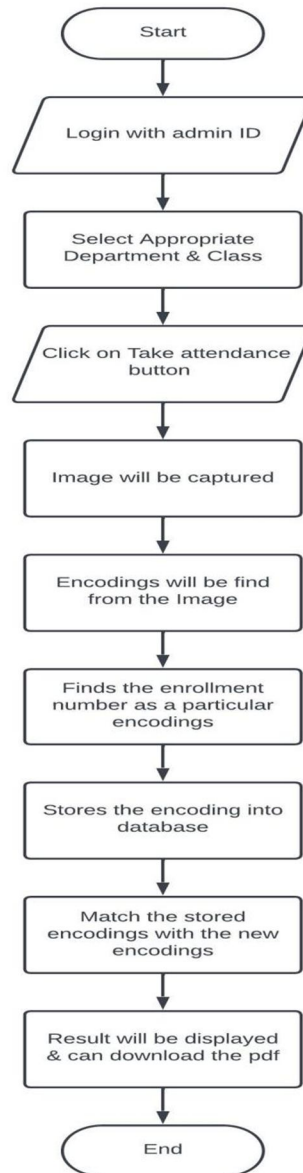 Start
Login with admin ID
Select Appropriate
Department & Class
Click on Take attendance
button
Image will be captured
Encodings will be find
from the Image
Finds the enrollment
number as a particular
encodings
Stores the encoding into
database
Match the stored
encodings with the new
encodings
Result will be displayed
& can download the pdf
End